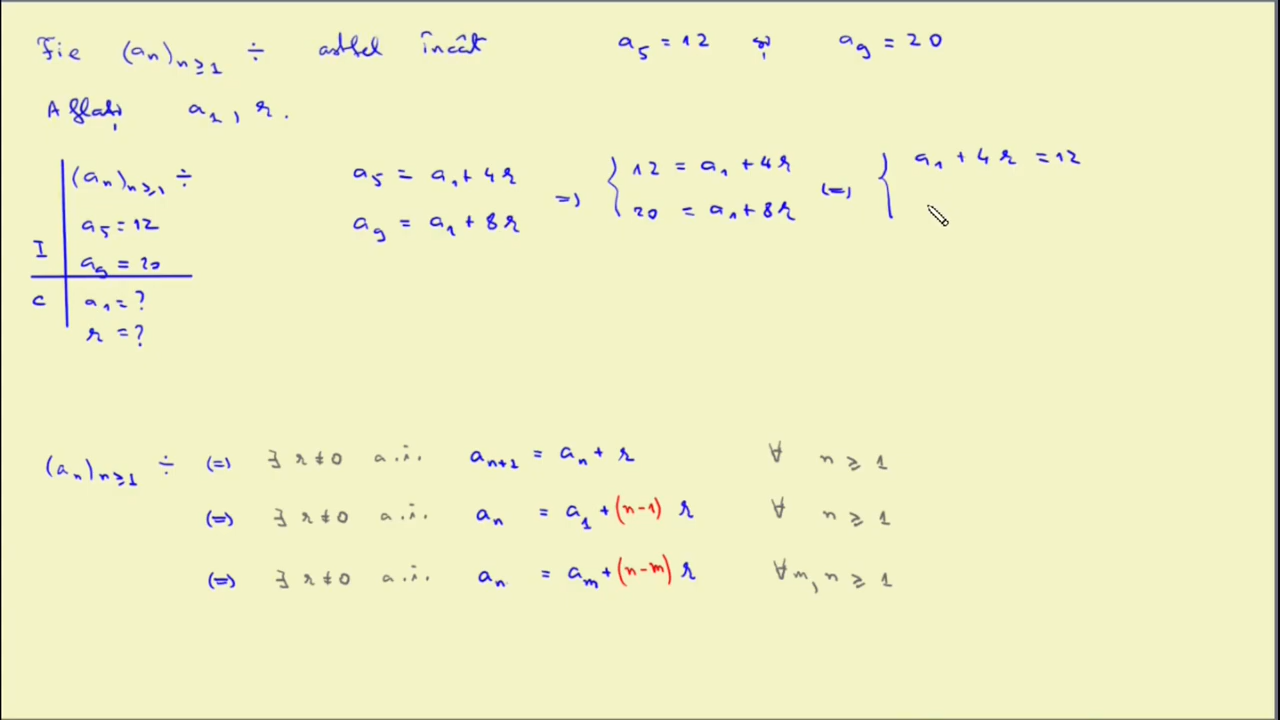 Fie (aₙ)ₙ≥₁ ÷ astfel încât a₅ = 12 și a₉ = 20
Aflați a₁, r.
I
(aₙ)ₙ≥₁ ÷
a₅ = 12
a₉ = 20
C
a₁ = ?
r = ?
a₅ = a₁ + 4r
a₉ = a₁ + 8r
=> { 12 = a₁ + 4r
20 = a₁ + 8r
(=) { a₁ + 4r = 12
(aₙ)ₙ≥₁ ÷ (=) ∃ r ≠ 0 a.î. aₙ₊₁ = aₙ + r ∀ n ≥ 1
(=) ∃ r ≠ 0 a.î. aₙ = a₁ + (n-1) r ∀ n ≥ 1
(=) ∃ r ≠ 0 a.î. aₙ = aₘ + (n-m) r ∀ m, n ≥ 1